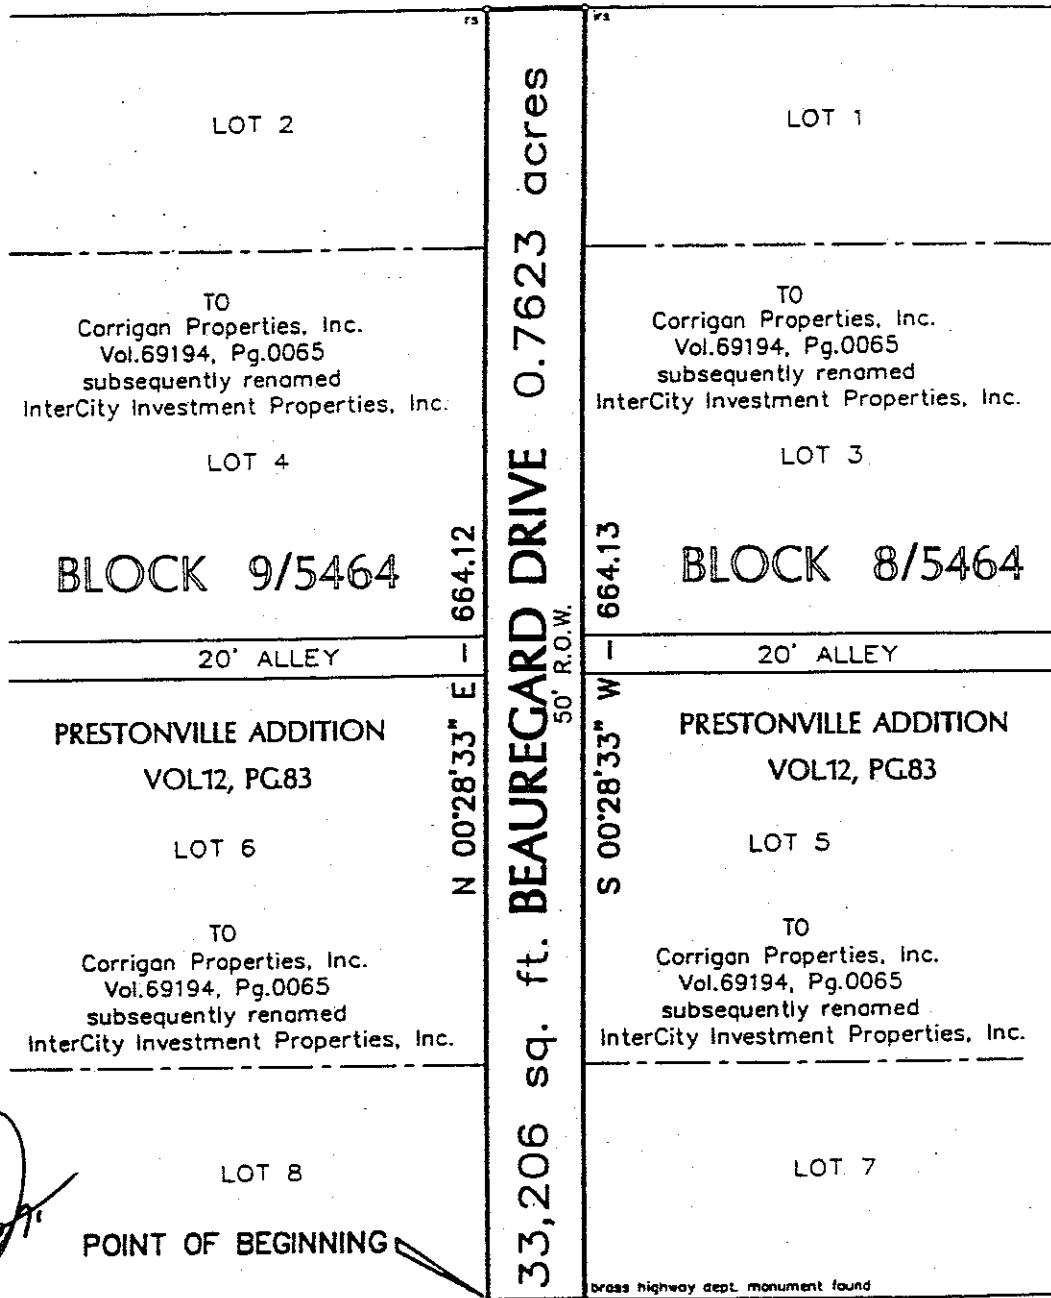 rs
irs
LOT 2
LOT 1
TO
Corrigan Properties, Inc.
Vol.69194, Pg.0065
subsequently renamed
InterCity Investment Properties, Inc.
TO
Corrigan Properties, Inc.
Vol.69194, Pg.0065
subsequently renamed
InterCity Investment Properties, Inc.
LOT 4
LOT 3
BLOCK 9/5464
BLOCK 8/5464
20' ALLEY
20' ALLEY
N 00°28'33" E – 664.12
33,206 sq. ft. BEAUREGARD DRIVE 0.7623 acres
50' R.O.W.
S 00°28'33" W – 664.13
PRESTONVILLE ADDITION
VOL12, PG.83
PRESTONVILLE ADDITION
VOL12, PG.83
LOT 6
LOT 5
TO
Corrigan Properties, Inc.
Vol.69194, Pg.0065
subsequently renamed
InterCity Investment Properties, Inc.
TO
Corrigan Properties, Inc.
Vol.69194, Pg.0065
subsequently renamed
InterCity Investment Properties, Inc.
LOT 8
LOT 7
POINT OF BEGINNING
brass highway dept. monument found